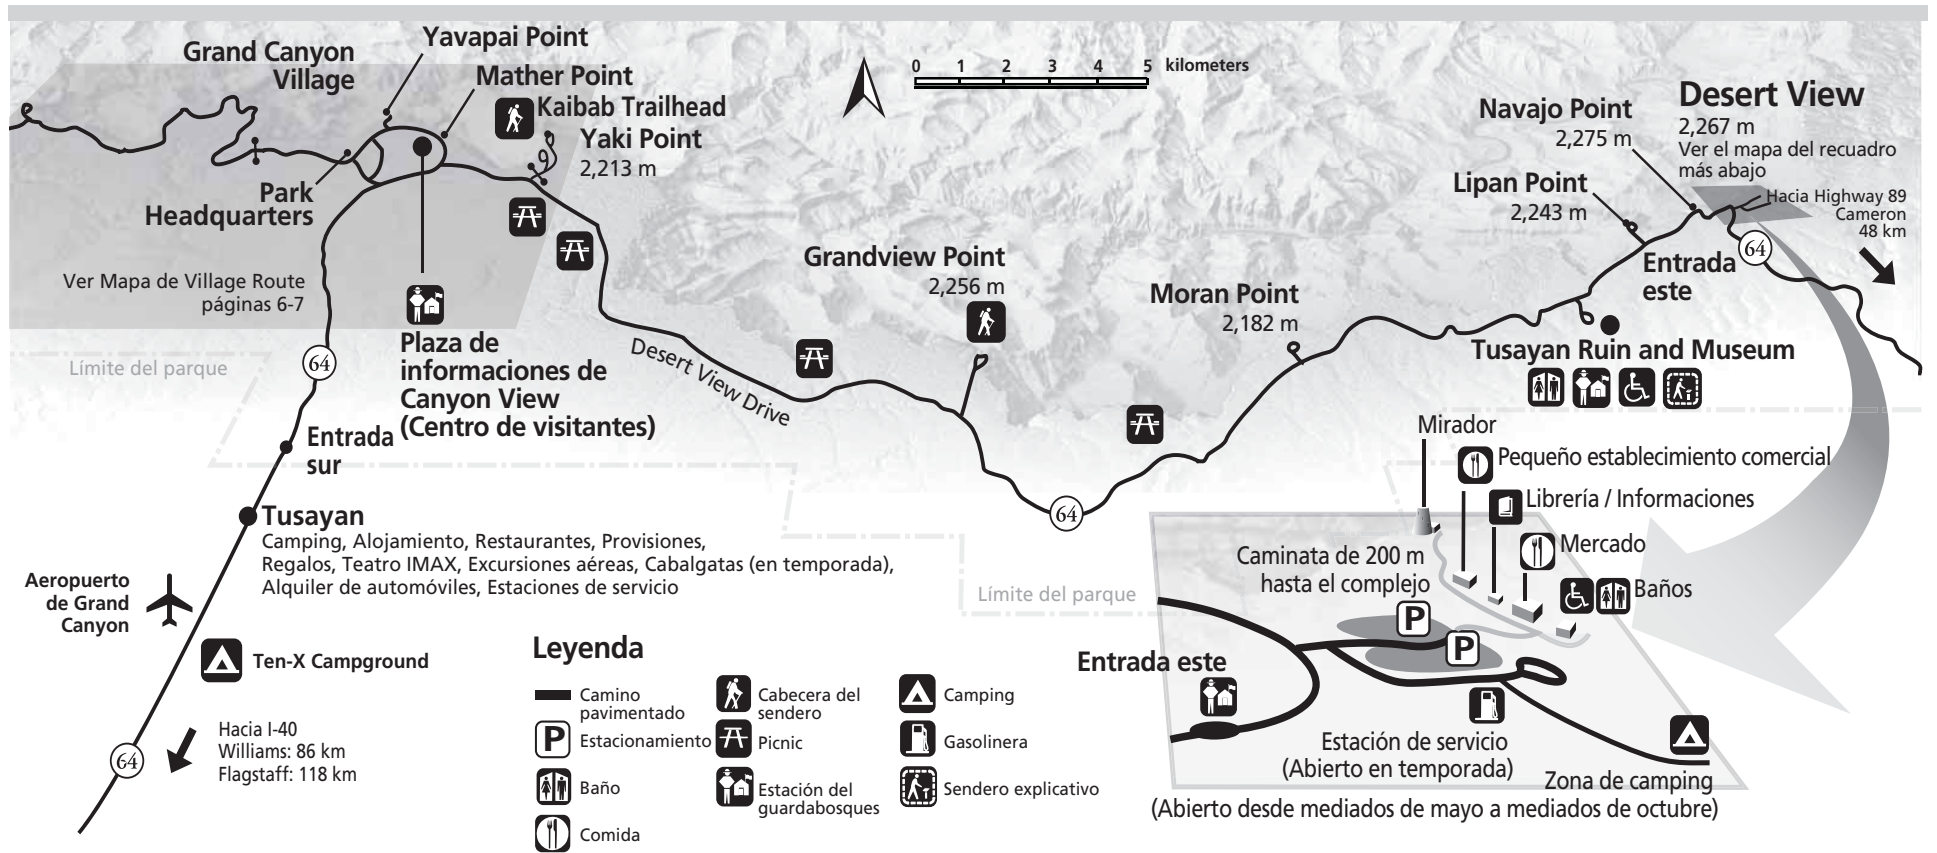 Grand Canyon
Village
Yavapai Point
Mather Point
Kaibab Trailhead
Yaki Point
2,213 m
Park
Headquarters
Ver Mapa de Village Route
páginas 6-7
0 1 2 3 4 5 kilometers
Navajo Point
2,275 m
Desert View
2,267 m
Ver el mapa del recuadro
más abajo
Lipan Point
2,243 m
Hacia Highway 89
Cameron
48 km
64
Entrada
este
Grandview Point
2,256 m
Moran Point
2,182 m
Tusayan Ruin and Museum
Límite del parque
64
Plaza de
informaciones de
Canyon View
(Centro de visitantes)
Desert View Drive
Entrada
sur
64
Tusayan
Camping, Alojamiento, Restaurantes, Provisiones,
Regalos, Teatro IMAX, Excursiones aéreas, Cabalgatas (en temporada),
Alquiler de automóviles, Estaciones de servicio
Aeropuerto
de Grand
Canyon
Ten-X Campground
Hacia I-40
Williams: 86 km
Flagstaff: 118 km
64
Límite del parque
Leyenda
Camino
pavimentado
P
Estacionamiento
Baño
Comida
Cabecera del
sendero
Picnic
Estación del
guardabosques
Camping
Gasolinera
Sendero explicativo
Mirador
Pequeño establecimiento comercial
Librería / Informaciones
Mercado
Baños
Caminata de 200 m
hasta el complejo
P
P
Entrada este
Estación de servicio
(Abierto en temporada)
Zona de camping
(Abierto desde mediados de mayo a mediados de octubre)